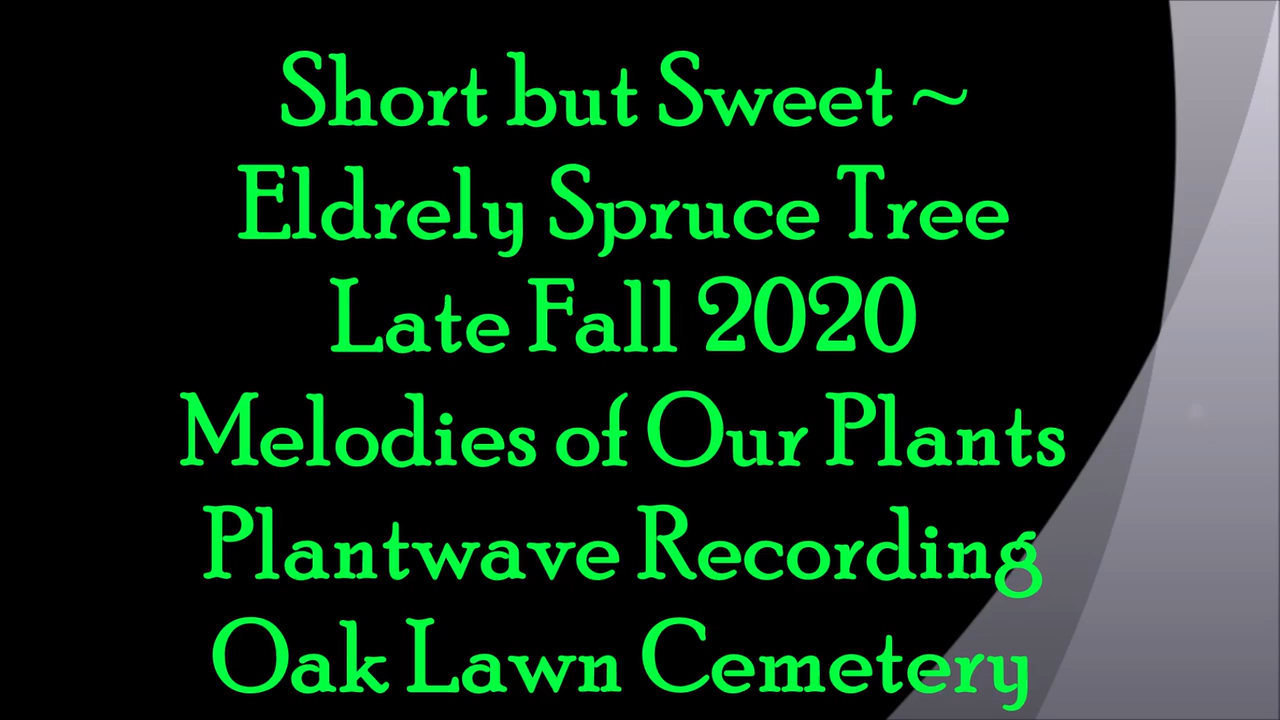 Short but Sweet ~
Eldrely Spruce Tree
Late Fall 2020
Melodies of Our Plants
Plantwave Recording
Oak Lawn Cemetery